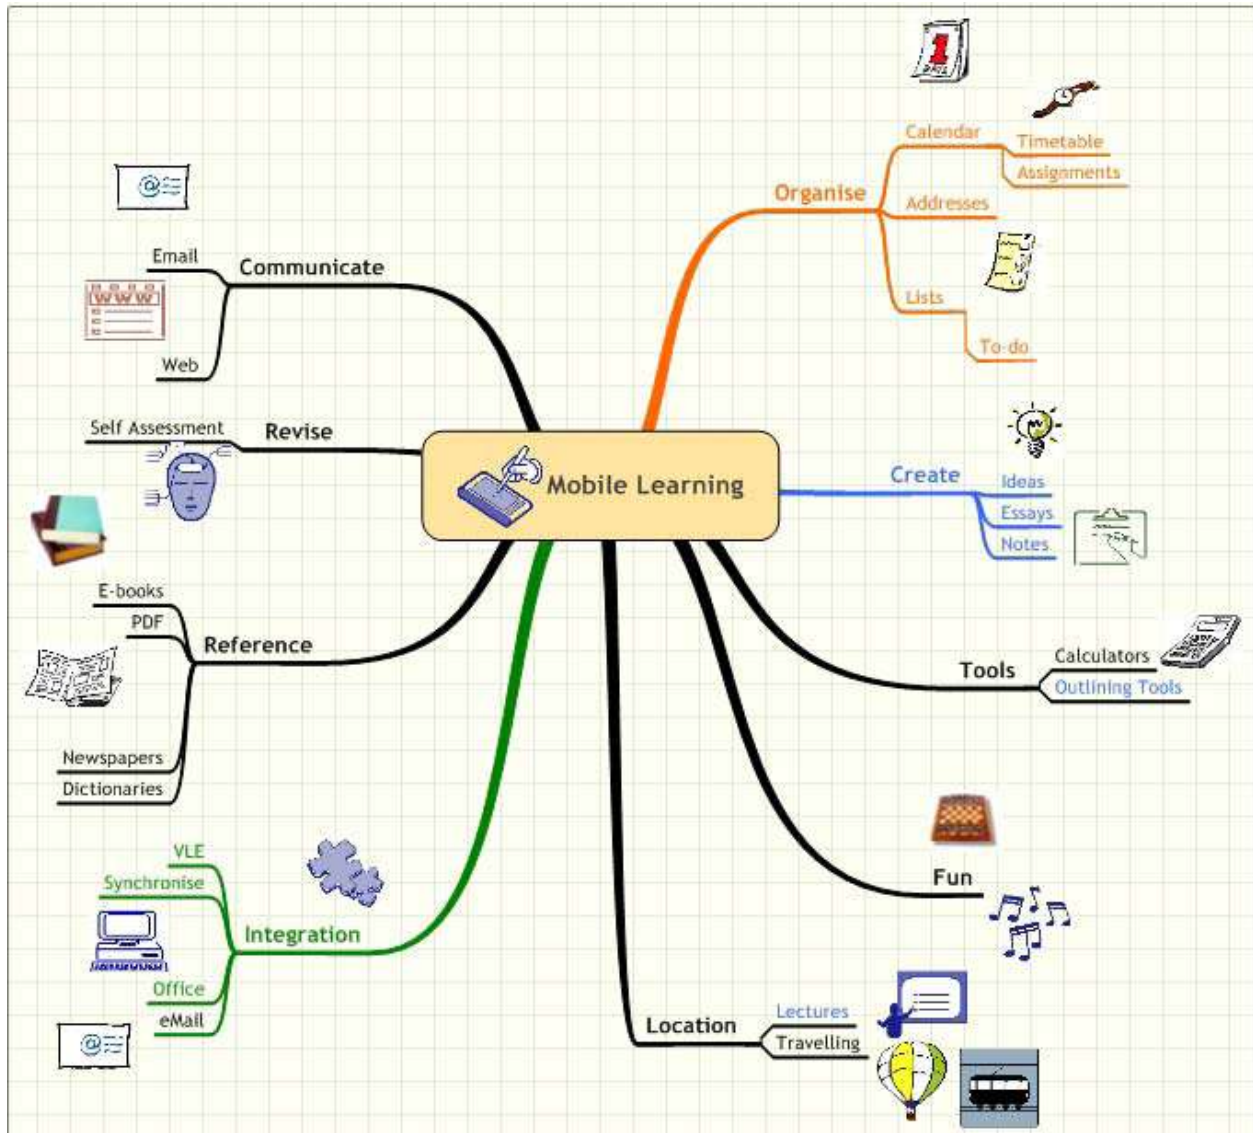 Mobile Learning
Organise
Calendar
Timetable
Assignments
Addresses
Lists
To-do
Create
Ideas
Essays
Notes
Tools
Calculators
Outlining Tools
Fun
Location
Lectures
Travelling
Communicate
Email
Web
Revise
Self Assessment
Reference
E-books
PDF
Newspapers
Dictionaries
Integration
VLE
Synchronise
Office
eMail
1
WWW
@
@